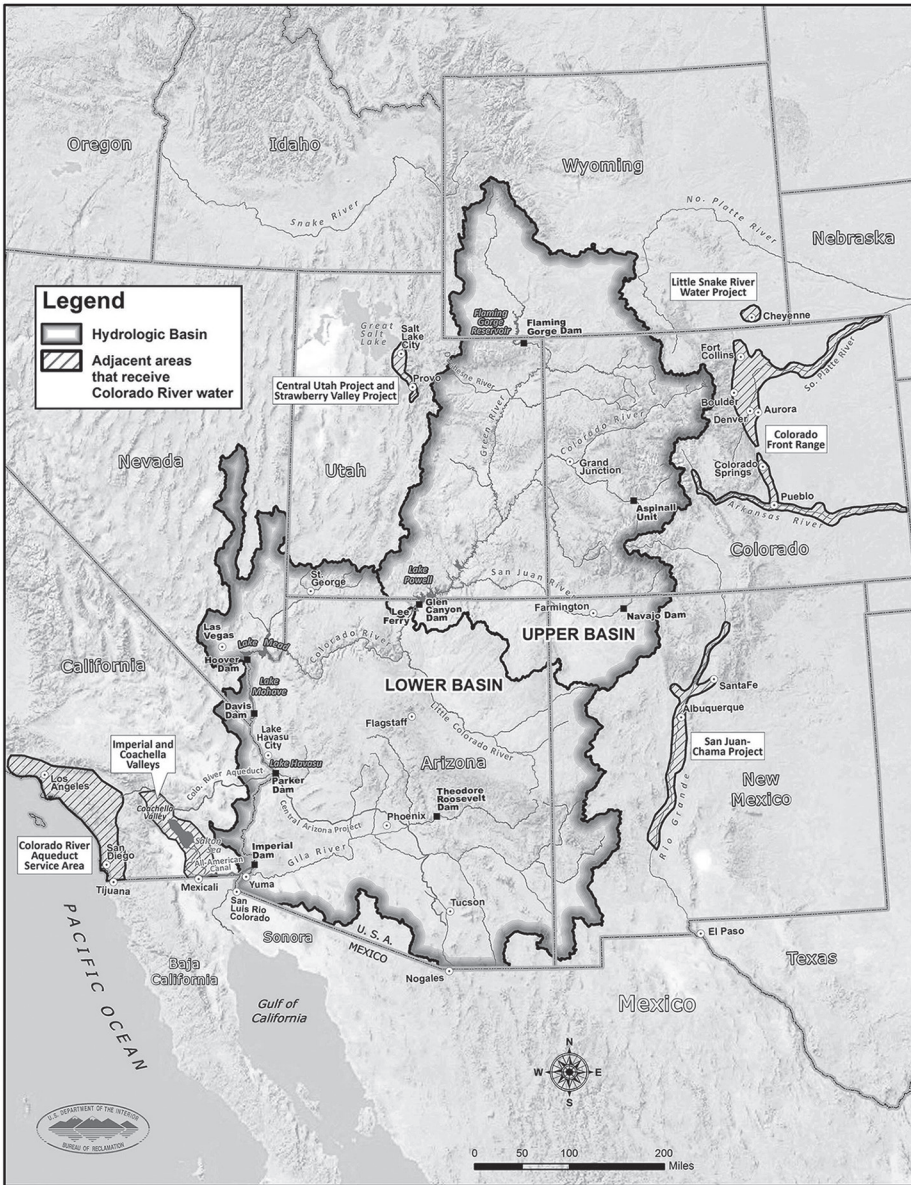 Oregon
Idaho
Wyoming
Snake River
No. Platte River
Nebraska
Legend
Hydrologic Basin
Adjacent areas
that receive
Colorado River water
Little Snake River
Water Project
Cheyenne
Flaming
Gorge
Reservoir
Flaming
Gorge Dam
Great
Salt
Lake
Salt
Lake
City
Provo
Central Utah Project and
Strawberry Valley Project
Fort
Collins
So. Platte River
Boulder
Denver
Aurora
Colorado
Front Range
Green River
Colorado River
Grand
Junction
Colorado
Springs
Nevada
Utah
Aspinall
Unit
Pueblo
Arkansas River
Colorado
St.
George
Lake
Powell
San Juan River
Lee
Ferry
Glen
Canyon
Dam
Farmington
Navajo Dam
UPPER BASIN
Las
Vegas
Lake Mead
Colorado River
Hoover
Dam
California
LOWER BASIN
Lake
Mohave
Davis
Dam
Flagstaff
Little Colorado River
SantaFe
Albuquerque
San Juan-
Chama Project
Lake
Havasu
City
Imperial and
Coachella
Valleys
Lake Havasu
Arizona
New
Mexico
Los
Angeles
Colo. River Aqueduct
Parker
Dam
Theodore
Roosevelt
Dam
Coachella
Valley
Central Arizona Project
Phoenix
Rio Grande
Colorado River
Aqueduct
Service Area
San
Diego
Salton
Sea
All-American
Canal
Imperial
Dam
Gila River
Tijuana
Mexicali
Yuma
San
Luis Rio
Colorado
Tucson
U. S. A.
MEXICO
Sonora
Nogales
El Paso
Texas
PACIFIC OCEAN
Baja
California
Gulf of
California
Mexico
N
W
E
S
U.S. DEPARTMENT OF THE INTERIOR
BUREAU OF RECLAMATION
0 50 100 200
Miles